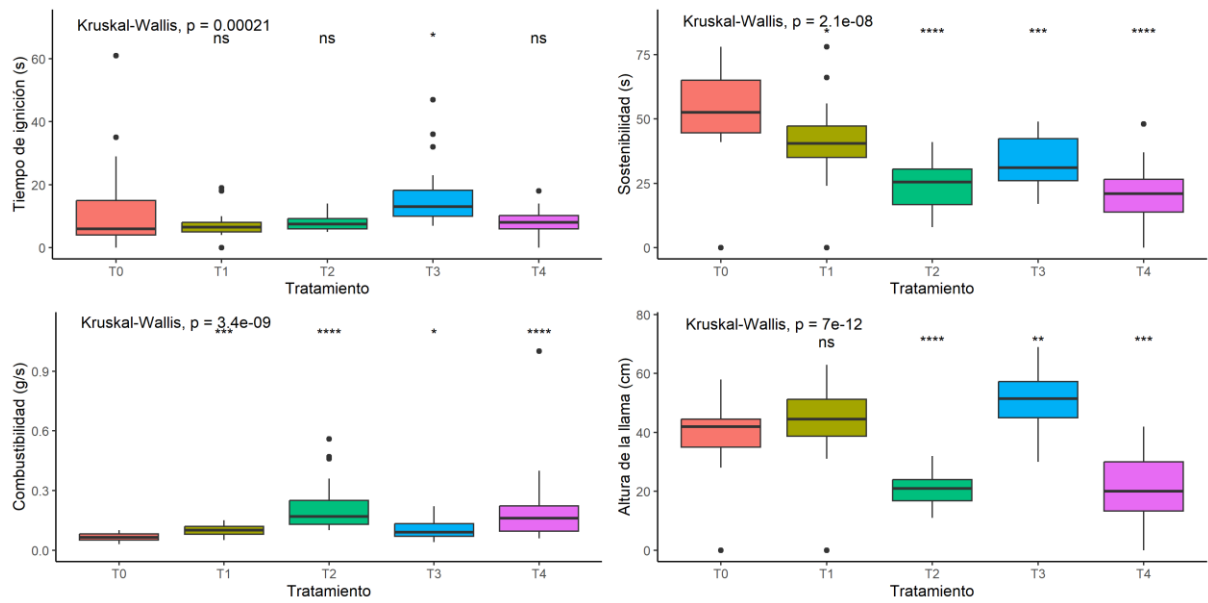 Kruskal-Wallis, p = 0.00021
ns ns * ns
Tiempo de ignición (s)
60
40
20
0
T0 T1 T2 T3 T4
Tratamiento
Kruskal-Wallis, p = 2.1e-08
* **** *** ****
Sostenibilidad (s)
75
50
25
0
T0 T1 T2 T3 T4
Tratamiento
Kruskal-Wallis, p = 3.4e-09
*** **** * ****
Combustibilidad (g/s)
0.9
0.6
0.3
0.0
T0 T1 T2 T3 T4
Tratamiento
Kruskal-Wallis, p = 7e-12
ns **** ** ***
Altura de la llama (cm)
80
60
40
20
0
T0 T1 T2 T3 T4
Tratamiento